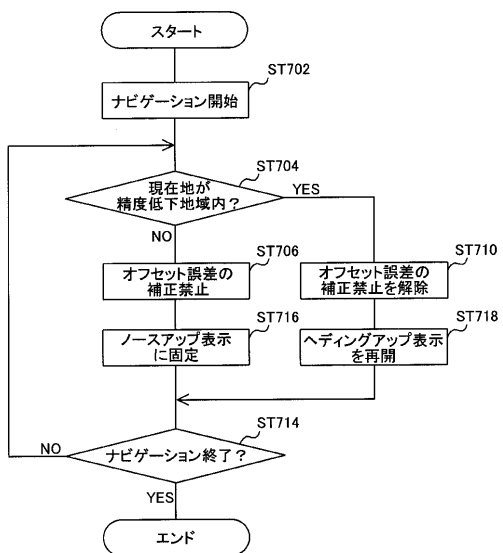 スタート
ST702
ナビゲーション開始
ST704
現在地が
精度低下地域内？
YES
NO
ST706
オフセット誤差の
補正禁止
ST710
オフセット誤差の
補正禁止を解除
ST716
ノースアップ表示
に固定
ST718
ヘディングアップ表示
を再開
ST714
NO
ナビゲーション終了？
YES
エンド